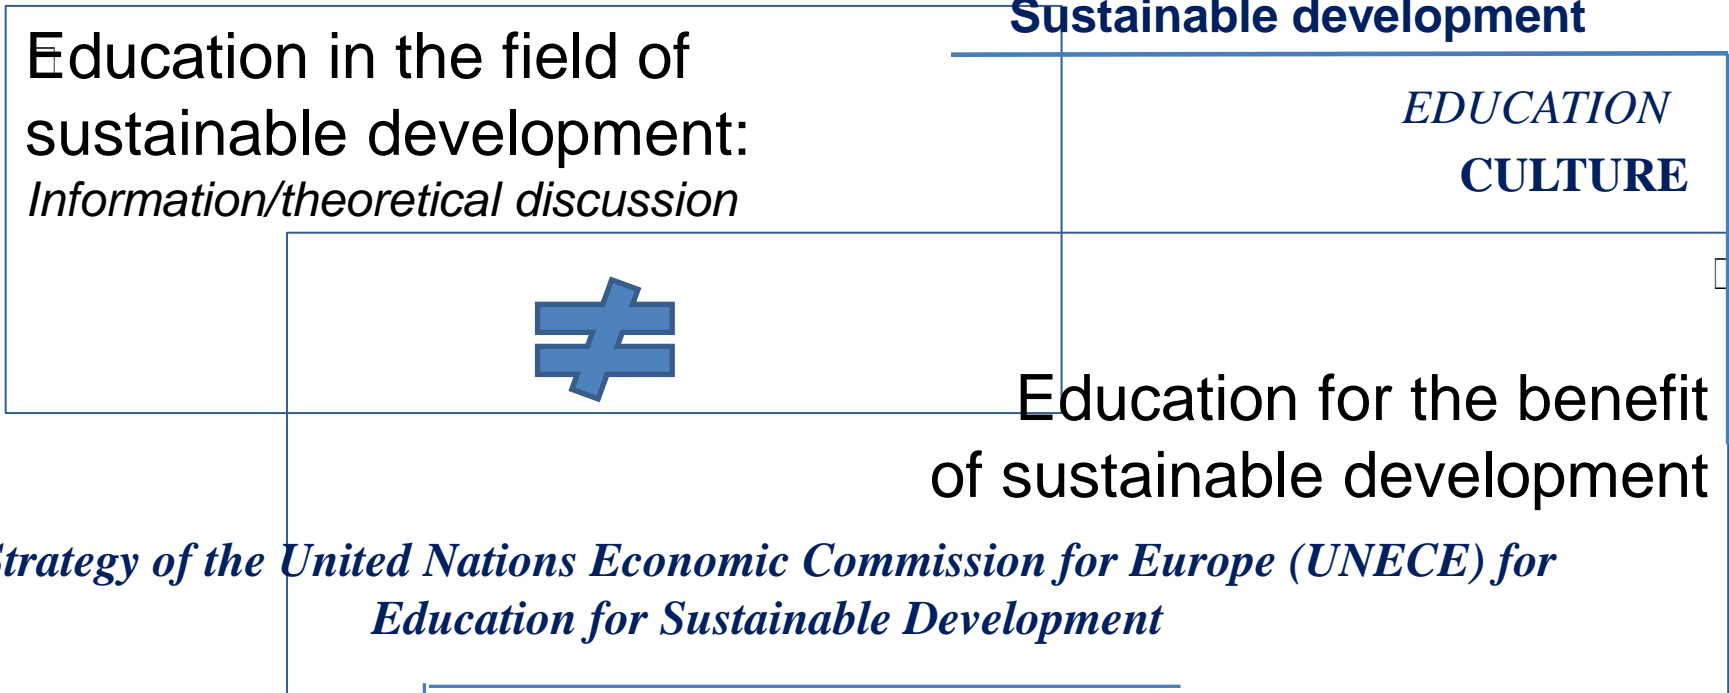 Sustainable development
Education in the field of
sustainable development:
Information/theoretical discussion
EDUCATION
CULTURE
≠
Education for the benefit
of sustainable development
Strategy of the United Nations Economic Commission for Europe (UNECE) for
Education for Sustainable Development